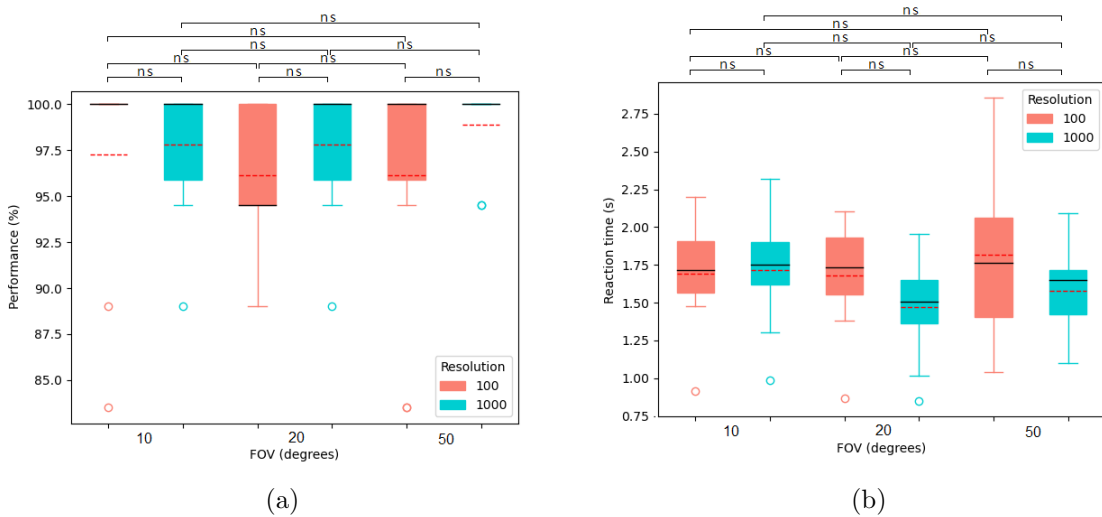 ns
ns
ns ns
ns ns
ns ns ns
100.0
97.5
95.0
92.5
90.0
87.5
85.0
Performance (%)
Resolution
100
1000
10 20 50
FOV (degrees)
(a)
ns
ns
ns ns
ns ns
ns ns ns
2.75
2.50
2.25
2.00
1.75
1.50
1.25
1.00
0.75
Reaction time (s)
Resolution
100
1000
10 20 50
FOV (degrees)
(b)